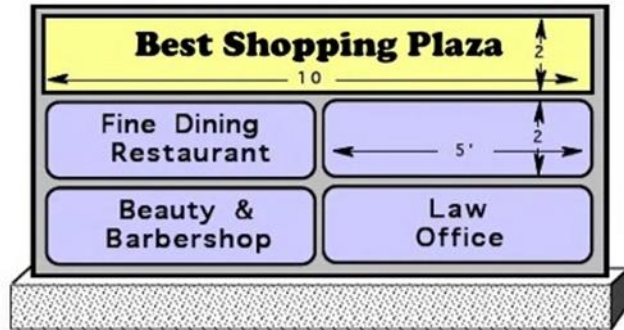 Best Shopping Plaza
2
10
Fine Dining
Restaurant
2
5'
Beauty &
Barbershop
Law
Office